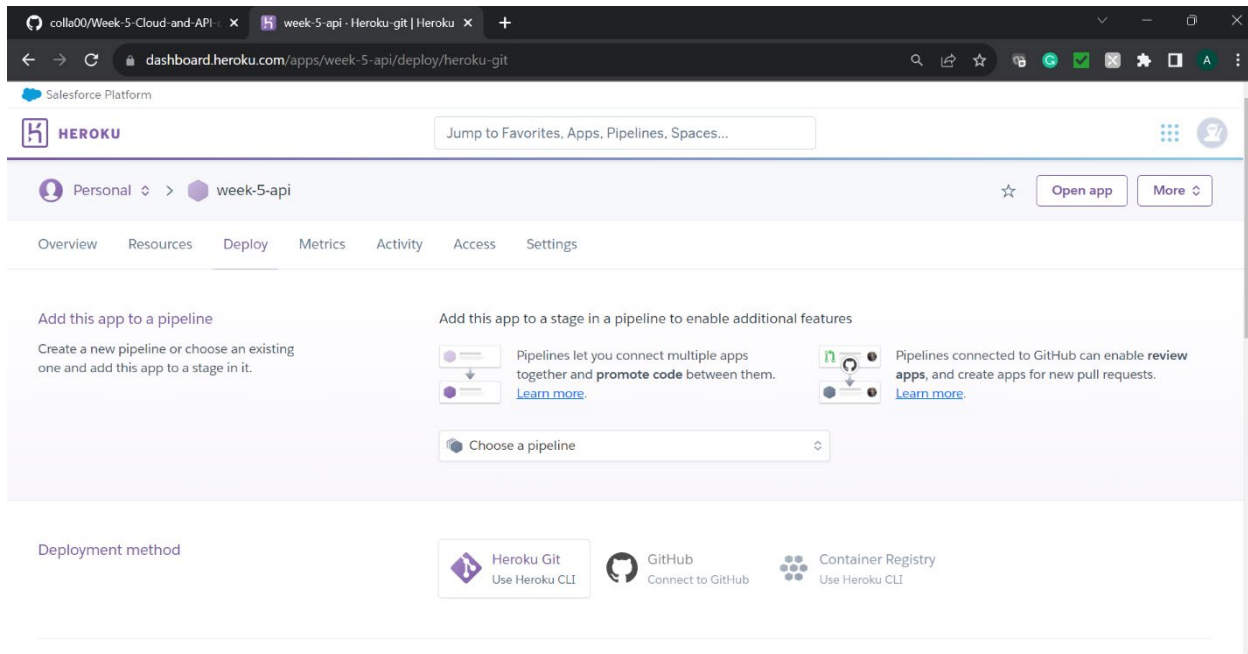 colla00/Week-5-Cloud-and-API-
week-5-api · Heroku-git | Heroku
dashboard.heroku.com/apps/week-5-api/deploy/heroku-git
G
A
Salesforce Platform
HEROKU
Jump to Favorites, Apps, Pipelines, Spaces...
Personal > week-5-api
Open app
More
Overview Resources Deploy Metrics Activity Access Settings
Add this app to a pipeline
Create a new pipeline or choose an existing
one and add this app to a stage in it.
Add this app to a stage in a pipeline to enable additional features
Pipelines let you connect multiple apps
together and promote code between them.
Learn more.
Pipelines connected to GitHub can enable review
apps, and create apps for new pull requests.
Learn more.
Choose a pipeline
Deployment method
Heroku Git
Use Heroku CLI
GitHub
Connect to GitHub
Container Registry
Use Heroku CLI